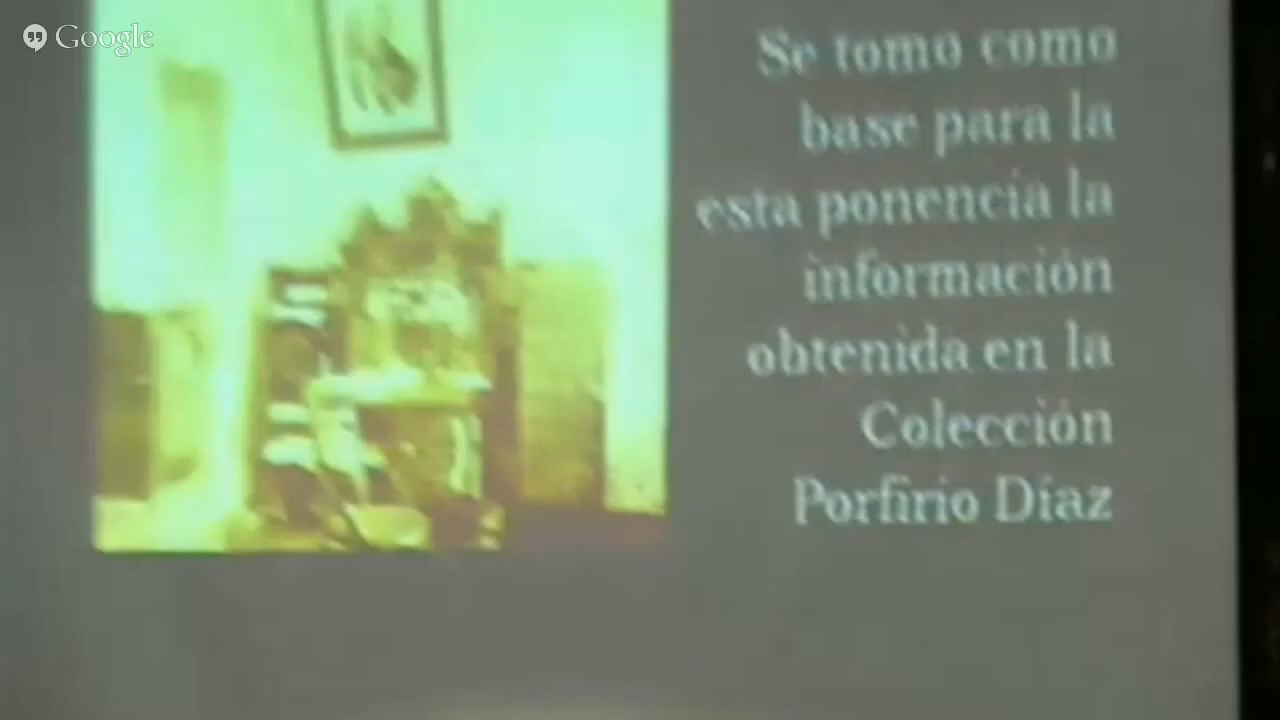 Google
Se tomo como
base para la
esta ponencia la
información
obtenida en la
Colección
Porfirio Díaz